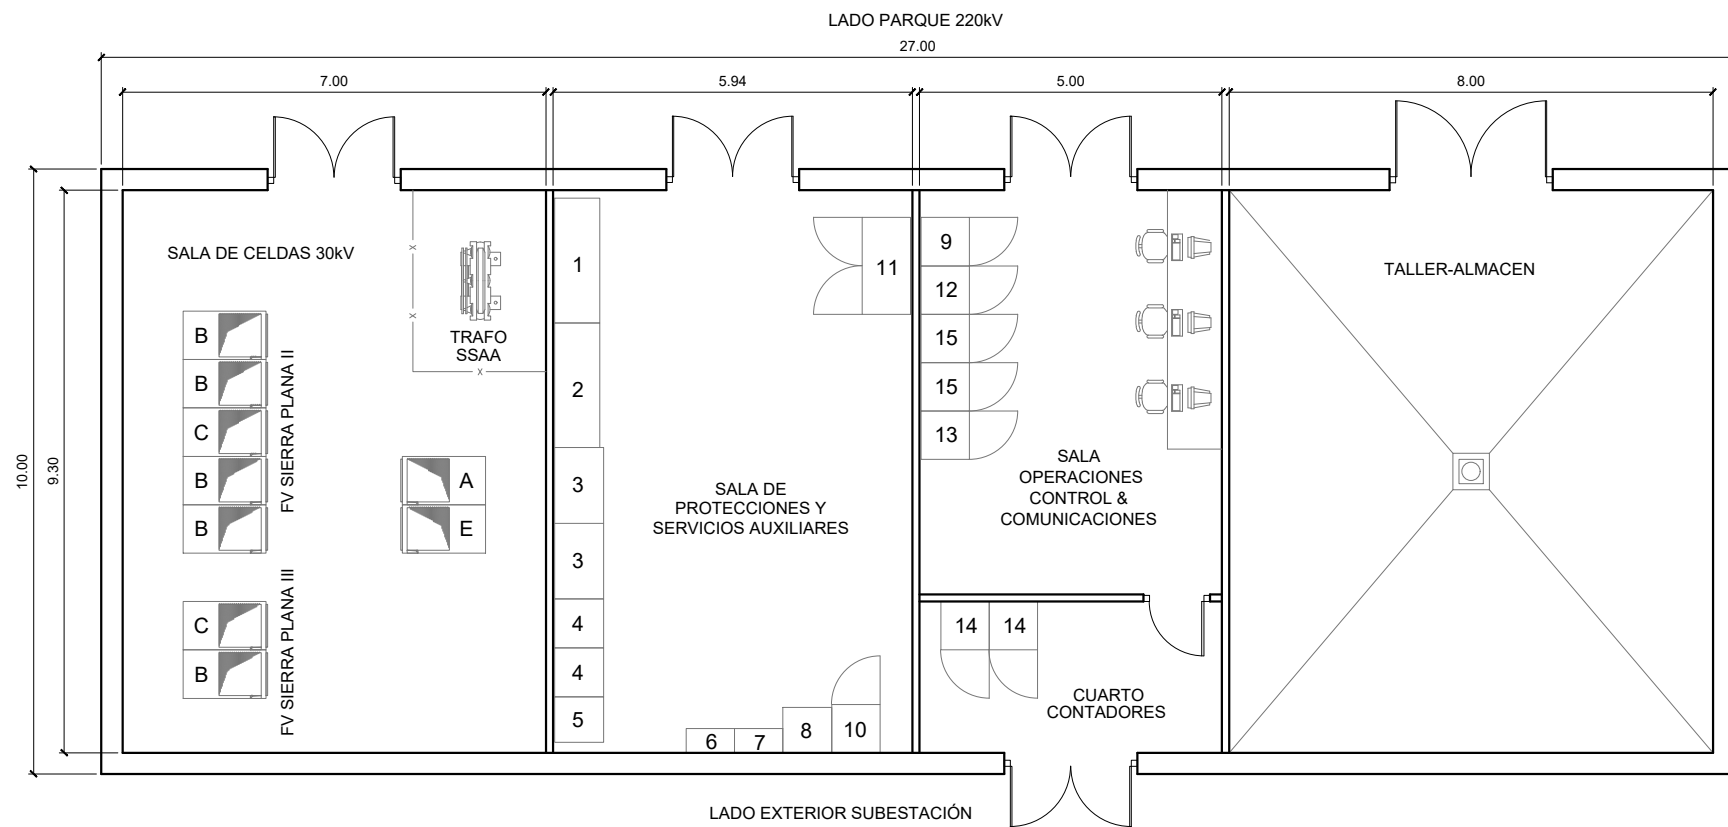 LADO PARQUE 220kV
27.00
7.00
5.94
5.00
8.00
10.00
9.30
SALA DE CELDAS 30kV
x
x
x
TRAFO
SSAA
B
B
C
B
B
FV SIERRA PLANA II
C
B
FV SIERRA PLANA III
A
E
1
2
3
3
4
4
5
11
SALA DE
PROTECCIONES Y
SERVICIOS AUXILIARES
6
7
8
10
9
12
15
15
13
SALA
OPERACIONES
CONTROL &
COMUNICACIONES
14
14
CUARTO
CONTADORES
TALLER-ALMACEN
LADO EXTERIOR SUBESTACIÓN